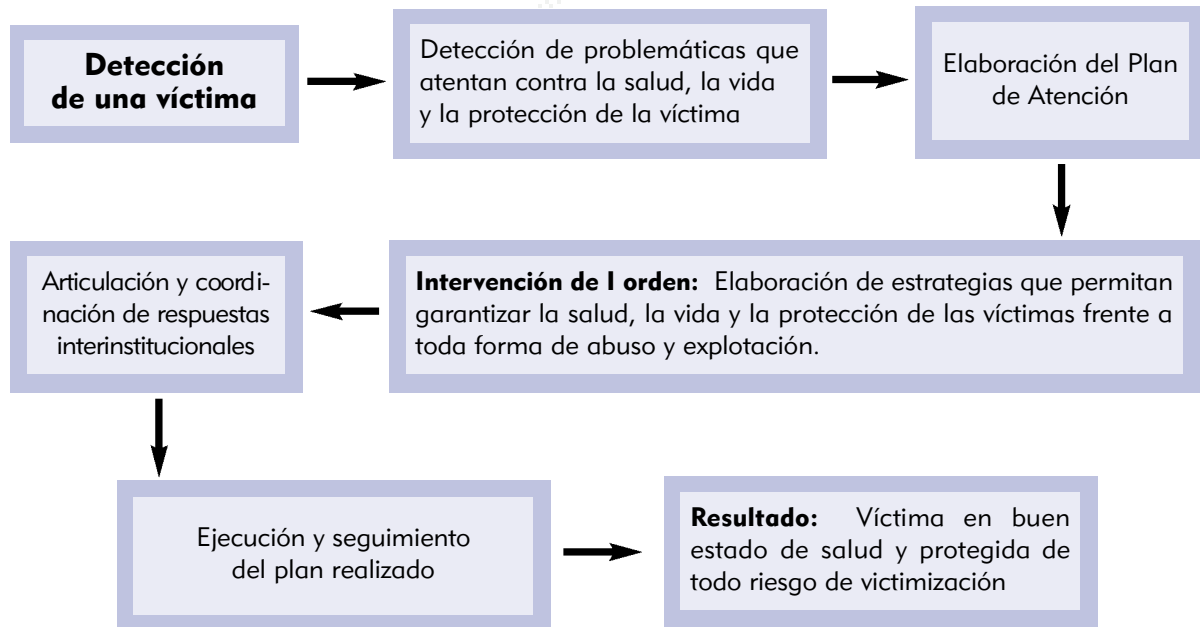 Detección
de una víctima
Detección de problemáticas que
atentan contra la salud, la vida
y la protección de la víctima
Elaboración del Plan
de Atención
Intervención de I orden: Elaboración de estrategias que permitan
garantizar la salud, la vida y la protección de las víctimas frente a
toda forma de abuso y explotación.
Articulación y coordi-
nación de respuestas
interinstitucionales
Ejecución y seguimiento
del plan realizado
Resultado: Víctima en buen
estado de salud y protegida de
todo riesgo de victimización